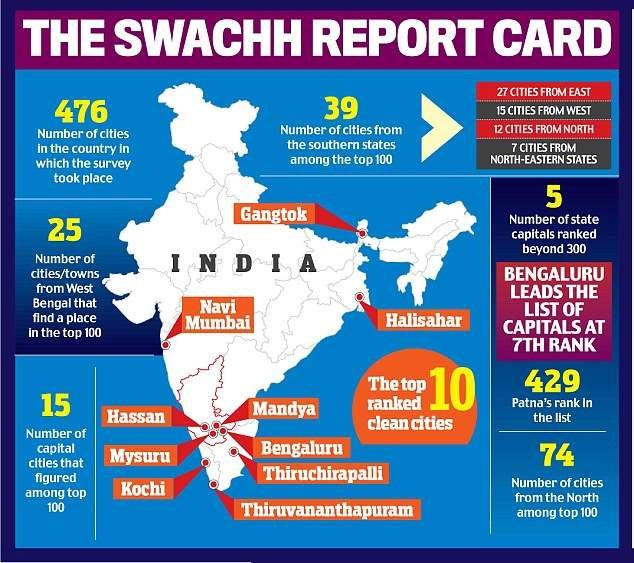 THE SWACHH REPORT CARD
476
Number of cities
in the country in
which the survey
took place
39
Number of cities from
the southern states
among the top 100
27 CITIES FROM EAST
15 CITIES FROM WEST
12 CITIES FROM NORTH
7 CITIES FROM
NORTH-EASTERN STATES
25
Number of
cities/towns
from West
Bengal that
find a place
in the top 100
15
Number of
capital
cities that
figured
among top
100
INDIA
Gangtok
Navi
Mumbai
Halisahar
Hassan
Mandya
Mysuru
Bengaluru
Kochi
Thiruchirapalli
Thiruvananthapuram
The top
ranked
clean cities
10
5
Number of state
capitals ranked
beyond 300
BENGALURU
LEADS THE
LIST OF
CAPITALS AT
7TH RANK
429
Patna's rank in
the list
74
Number of cities
from the North
among top 100